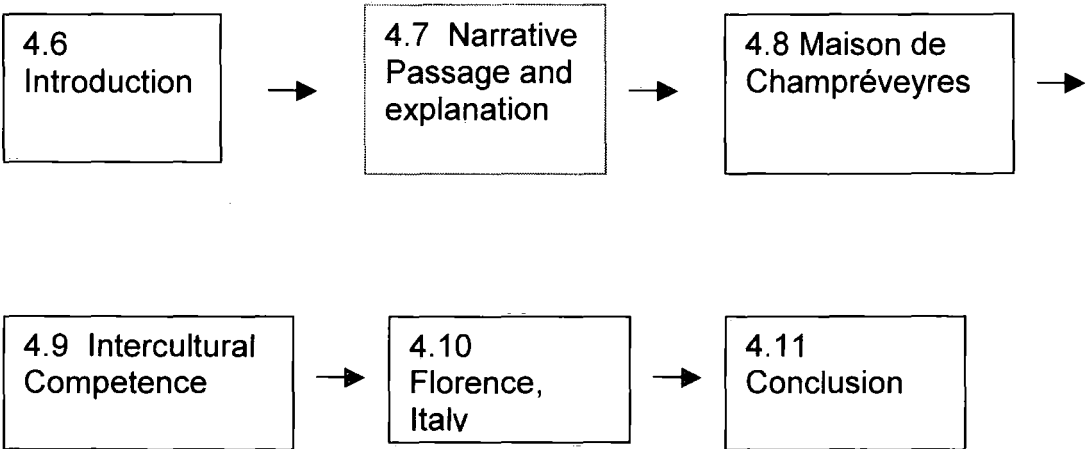 4.6
Introduction
4.7 Narrative
Passage and
explanation
4.8 Maison de
Champréveyres
4.9 Intercultural
Competence
4.10
Florence,
Italy
4.11
Conclusion